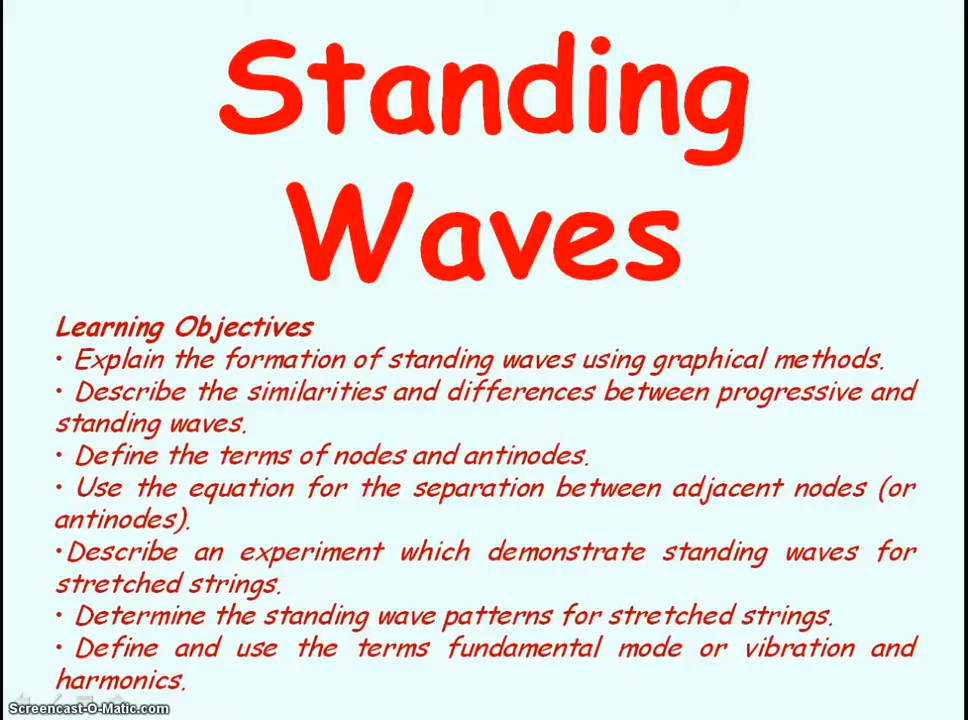 Standing
Waves
Learning Objectives
• Explain the formation of standing waves using graphical methods.
• Describe the similarities and differences between progressive and
standing waves.
• Define the terms of nodes and antinodes.
• Use the equation for the separation between adjacent nodes (or
antinodes).
•Describe an experiment which demonstrate standing waves for
stretched strings.
• Determine the standing wave patterns for stretched strings.
• Define and use the terms fundamental mode or vibration and
harmonics.
Screencast-O-Matic.com